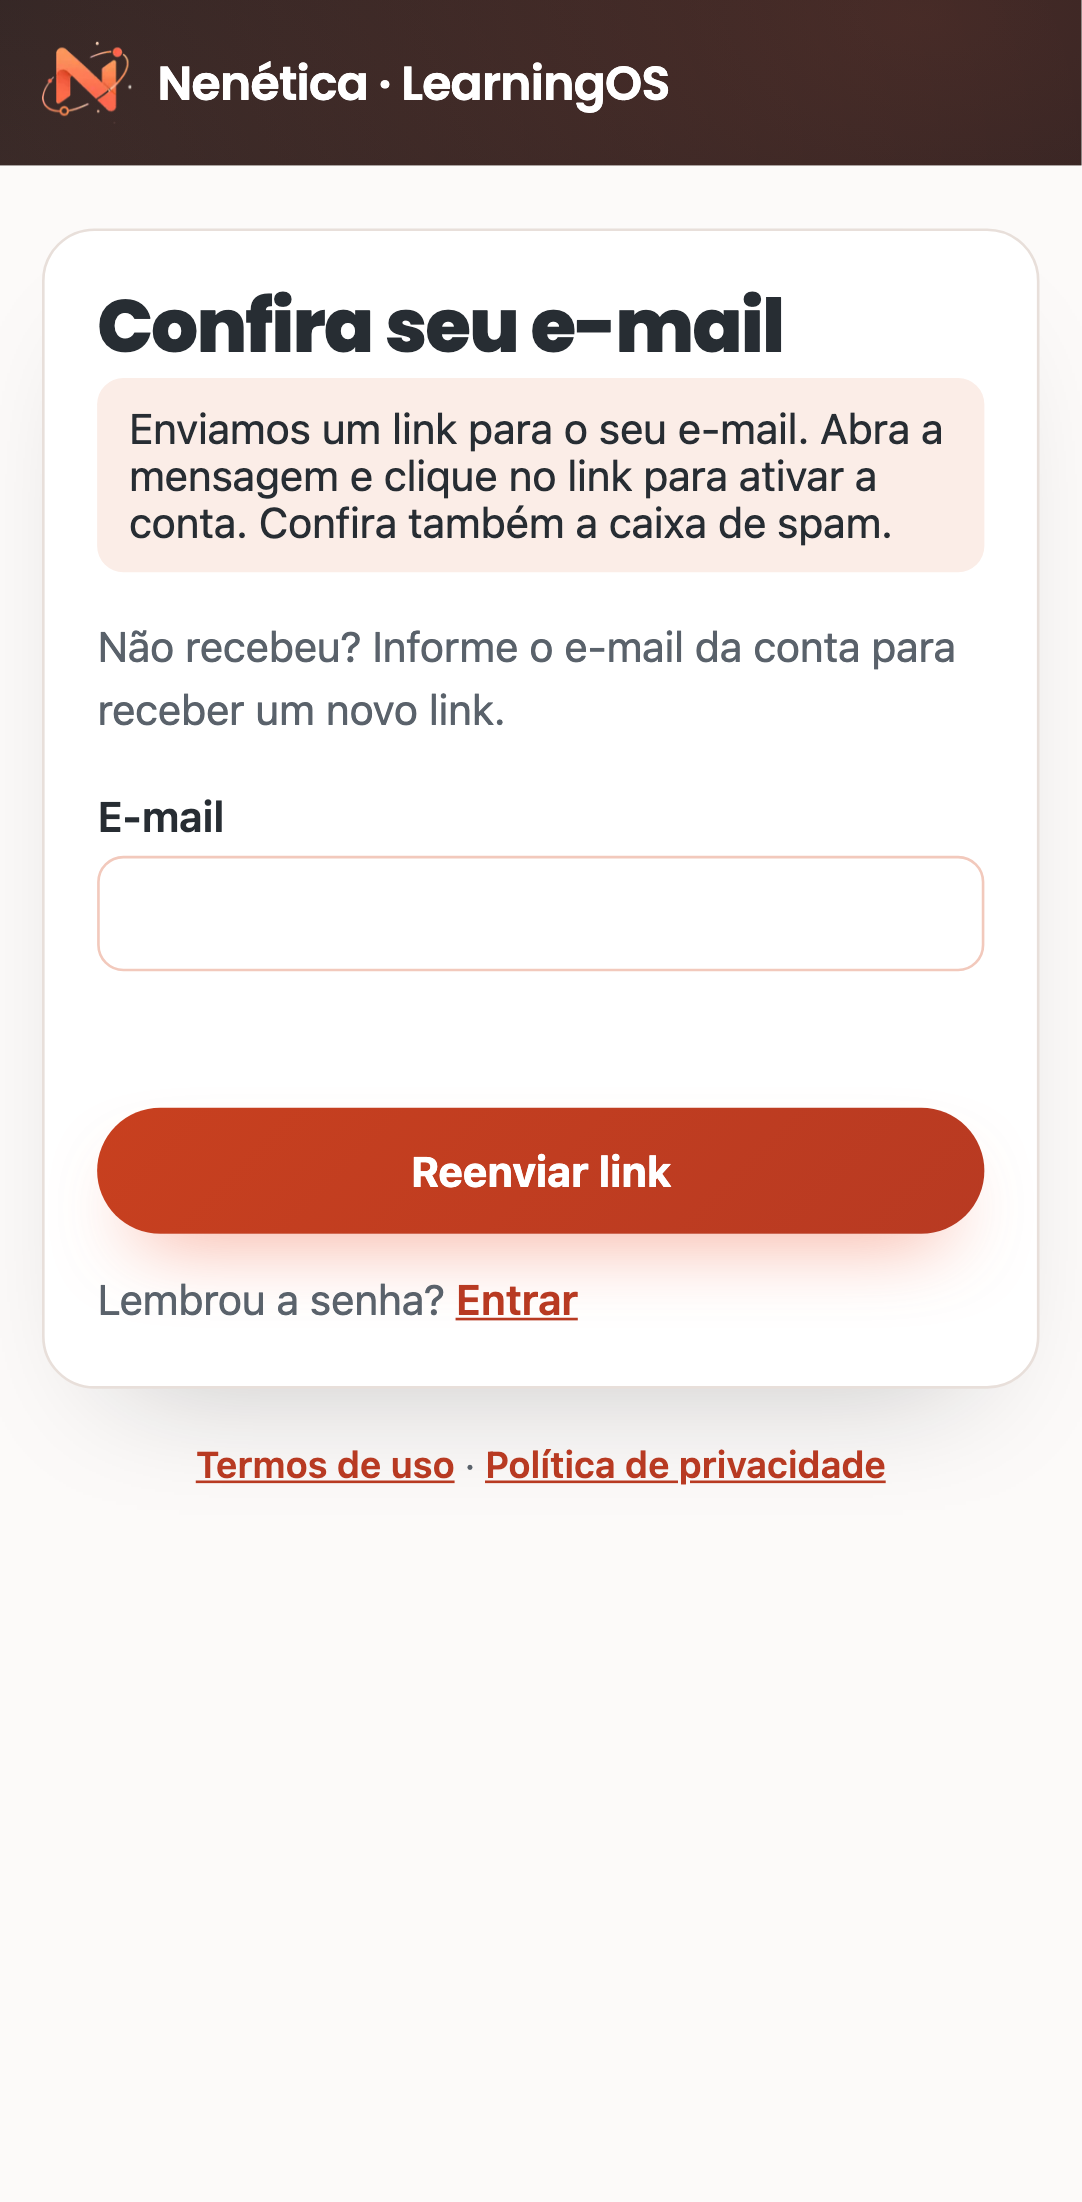 Nenética · LearningOS
Confira seu e-mail
Enviamos um link para o seu e-mail. Abra a
mensagem e clique no link para ativar a
conta. Confira também a caixa de spam.
Não recebeu? Informe o e-mail da conta para
receber um novo link.
E-mail
Reenviar link
Lembrou a senha? Entrar
Termos de uso · Política de privacidade